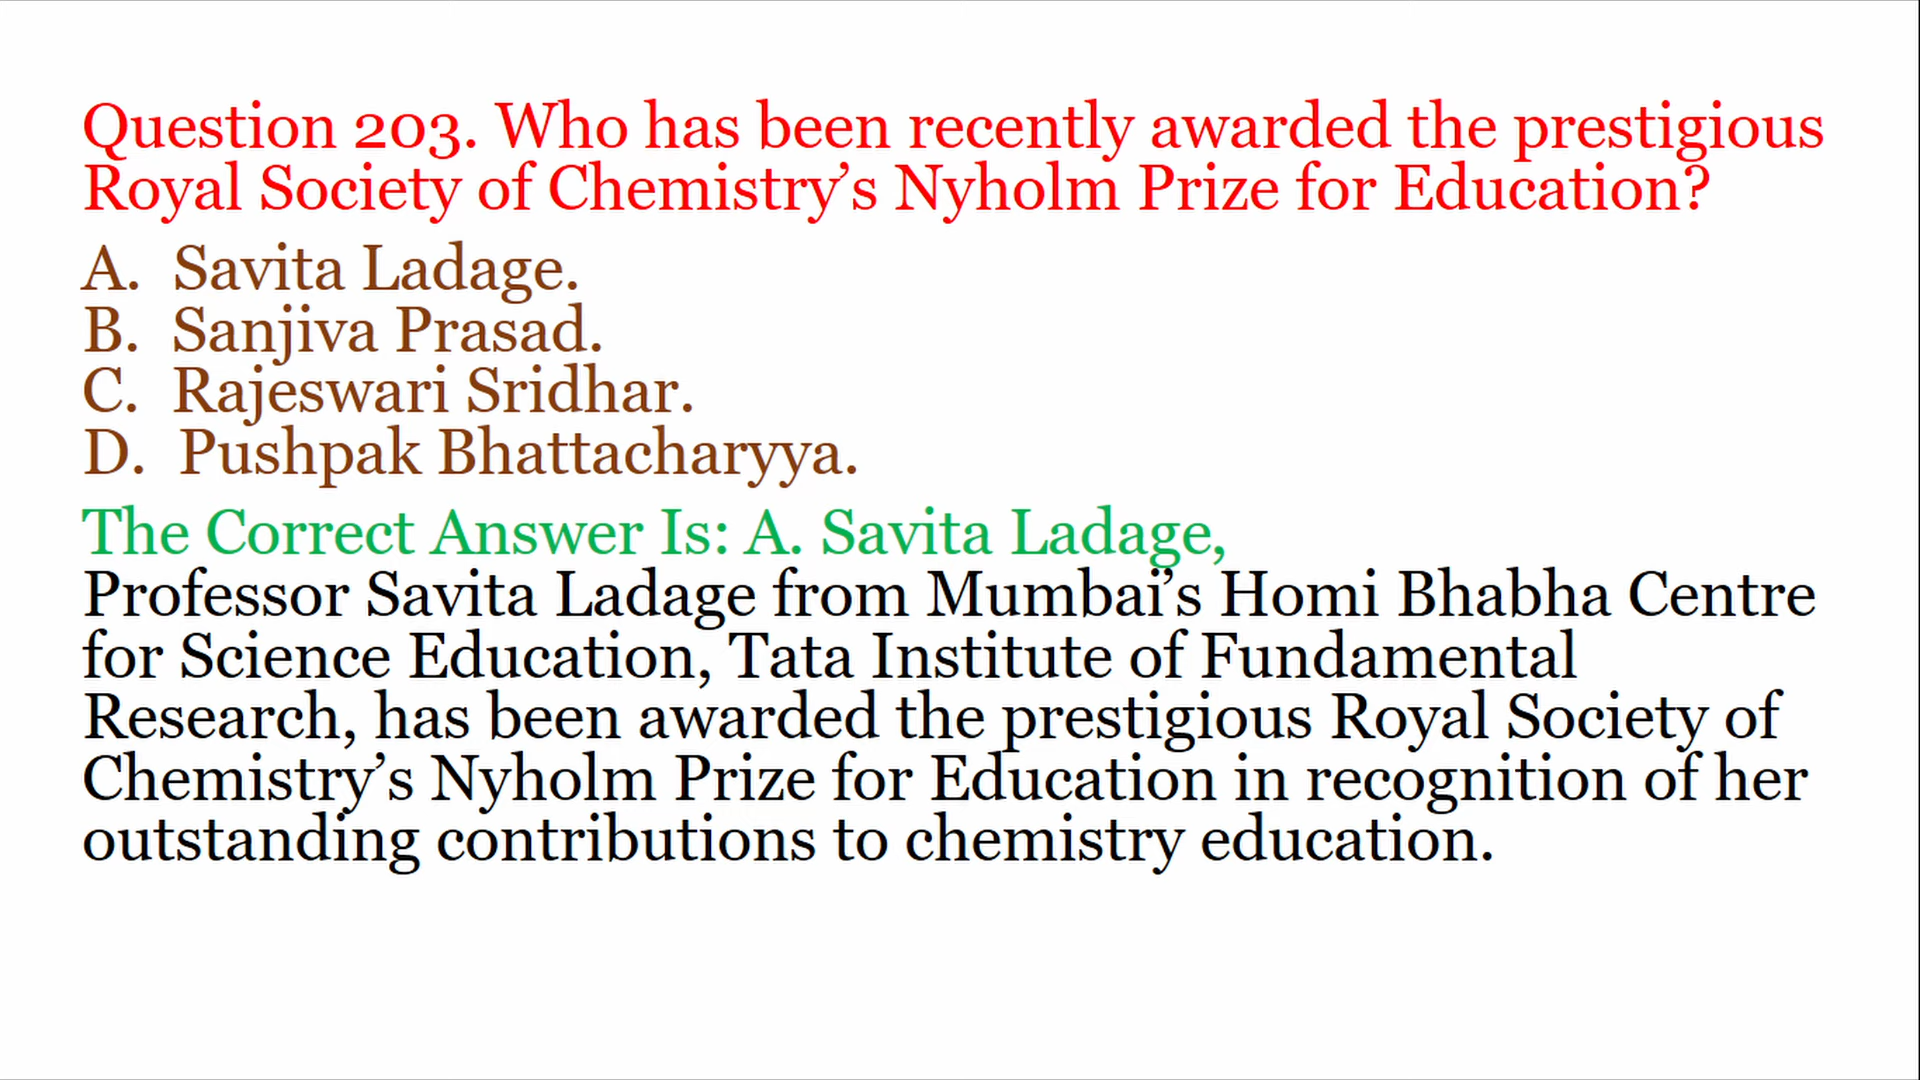 Question 203. Who has been recently awarded the prestigious
Royal Society of Chemistry’s Nyholm Prize for Education?
A. Savita Ladage.
B. Sanjiva Prasad.
C. Rajeswari Sridhar.
D. Pushpak Bhattacharyya.
The Correct Answer Is: A. Savita Ladage,
Professor Savita Ladage from Mumbai’s Homi Bhabha Centre
for Science Education, Tata Institute of Fundamental
Research, has been awarded the prestigious Royal Society of
Chemistry’s Nyholm Prize for Education in recognition of her
outstanding contributions to chemistry education.